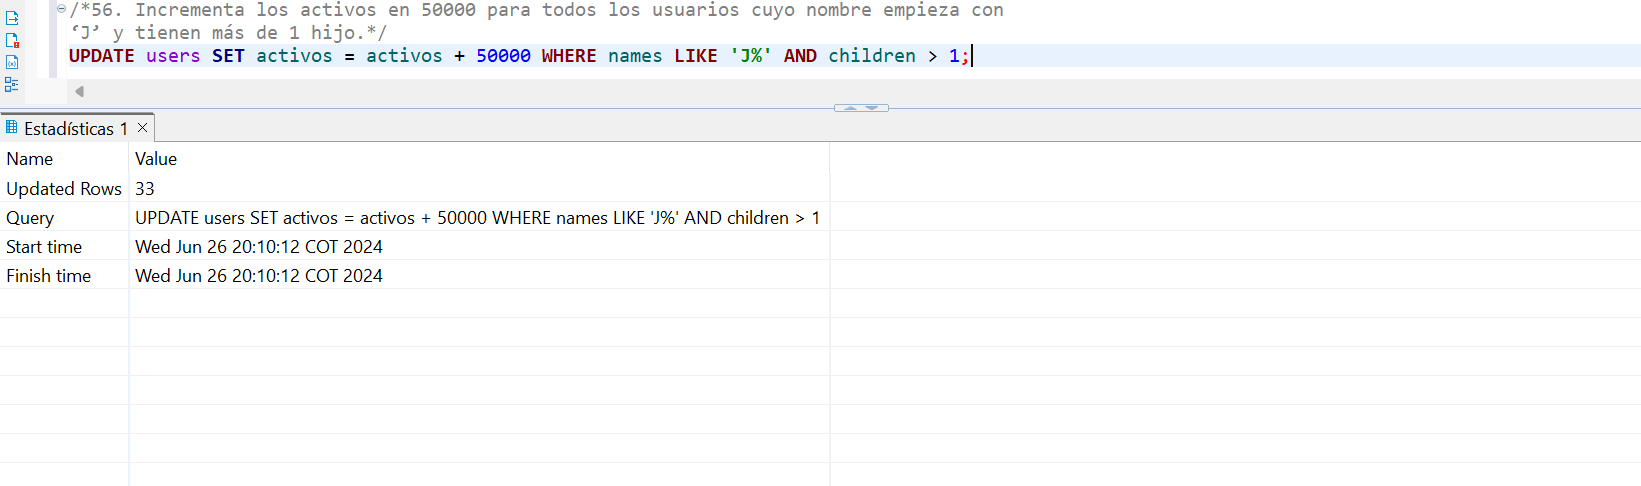 /*56. Incrementa los activos en 50000 para todos los usuarios cuyo nombre empieza con
‘J’ y tienen más de 1 hijo.*/
UPDATE users SET activos = activos + 50000 WHERE names LIKE 'J%' AND children > 1;
Estadísticas 1
Name Value
Updated Rows 33
Query UPDATE users SET activos = activos + 50000 WHERE names LIKE 'J%' AND children > 1
Start time Wed Jun 26 20:10:12 COT 2024
Finish time Wed Jun 26 20:10:12 COT 2024